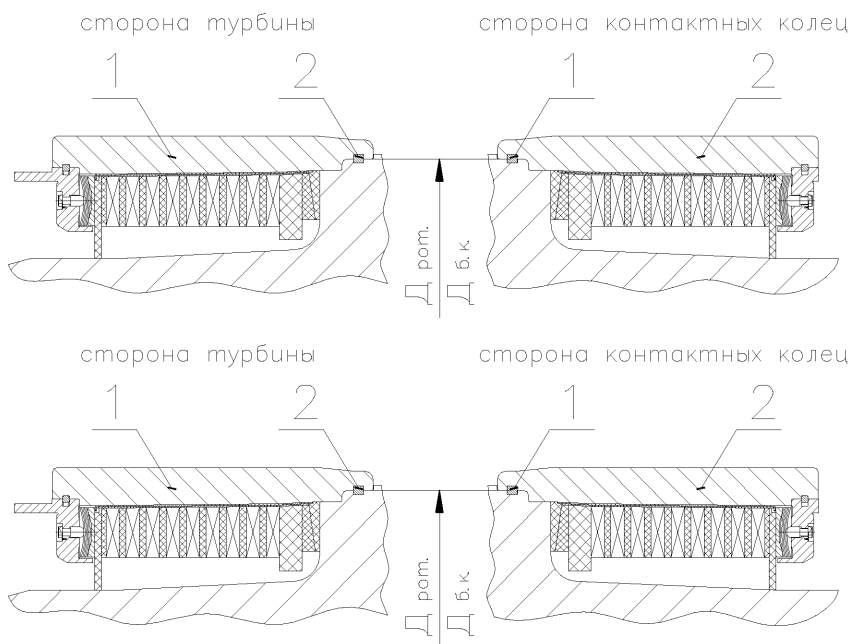 сторона турбины
сторона контактных колец
1
2
1
2
Д рот.
Д б.к.
сторона турбины
сторона контактных колец
1
2
1
2
Д рот.
Д б.к.